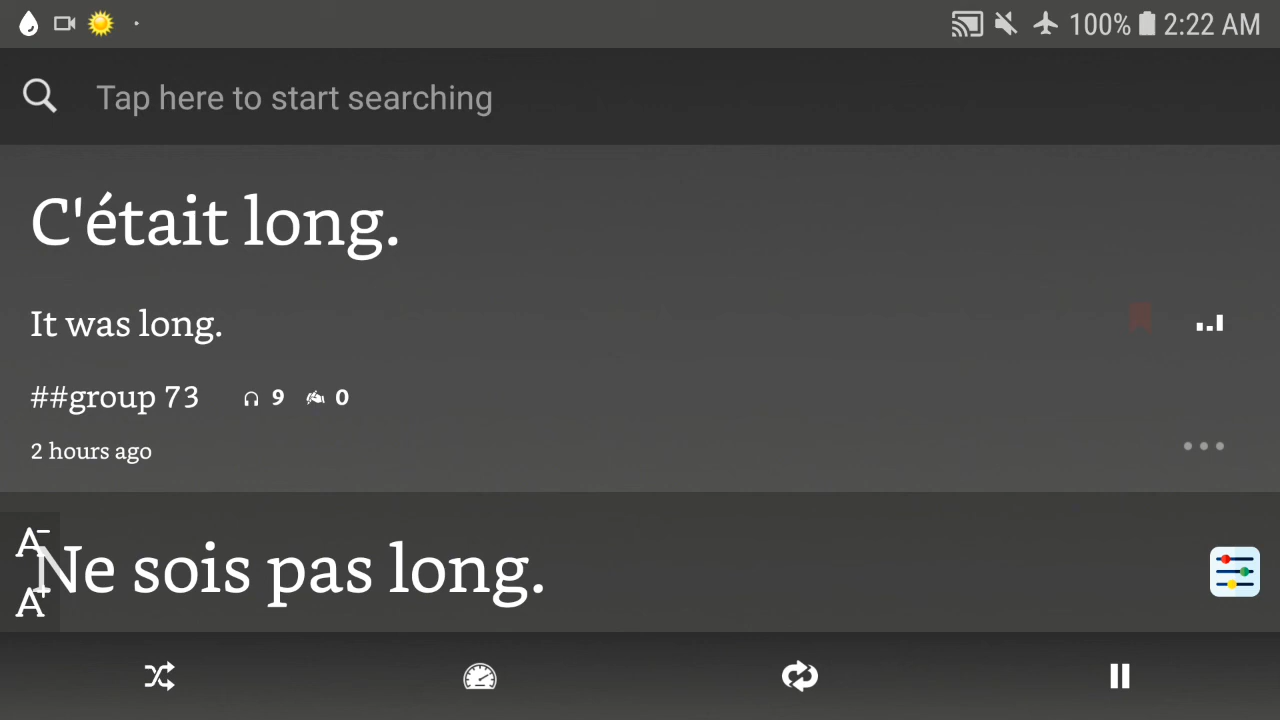 100% 2:22 AM
Tap here to start searching
C'était long.
It was long.
##group 73 9 0
2 hours ago
A-
Ne sois pas long.
A+